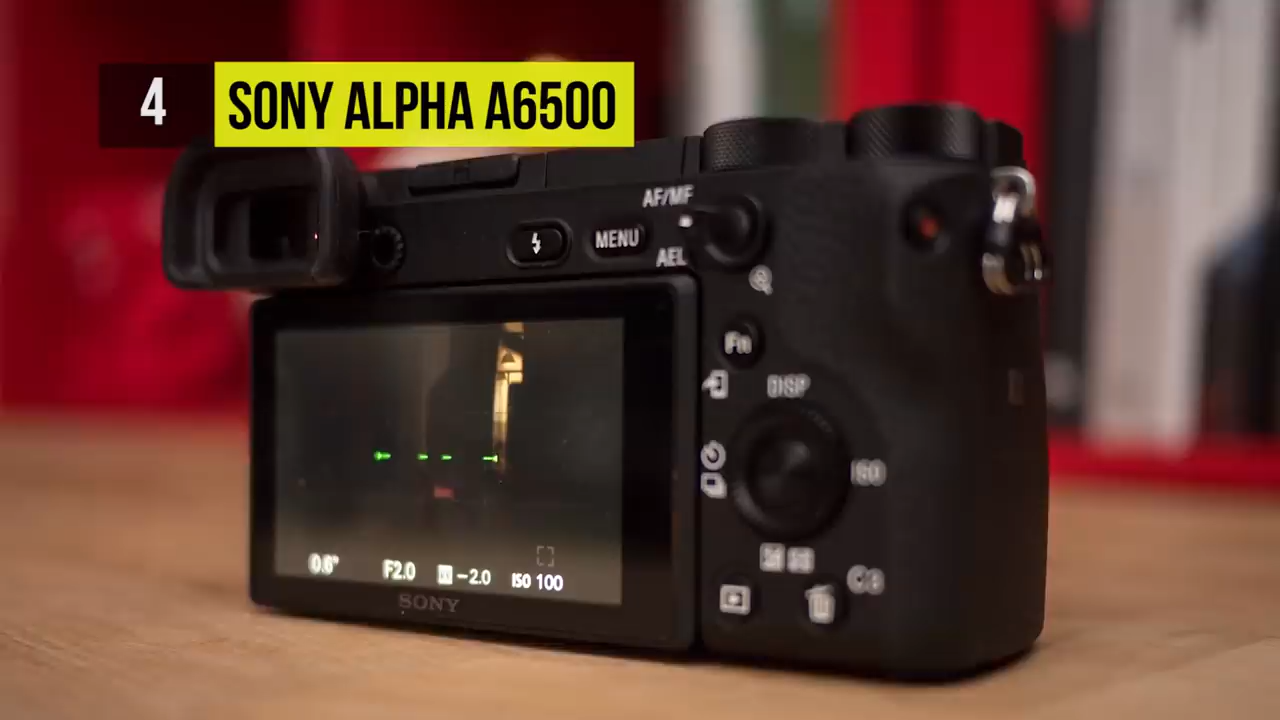 4 SONY ALPHA A6500
AF/MF
MENU
AEL
Fn
DISP
ISO
0.6"
F2.0
-2.0
ISO 100
SONY
C3